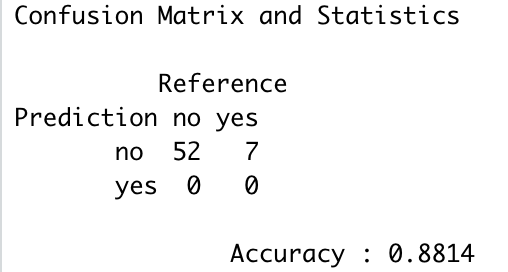 Confusion Matrix and Statistics
Reference
Prediction no yes
no 52 7
yes 0 0
Accuracy : 0.8814